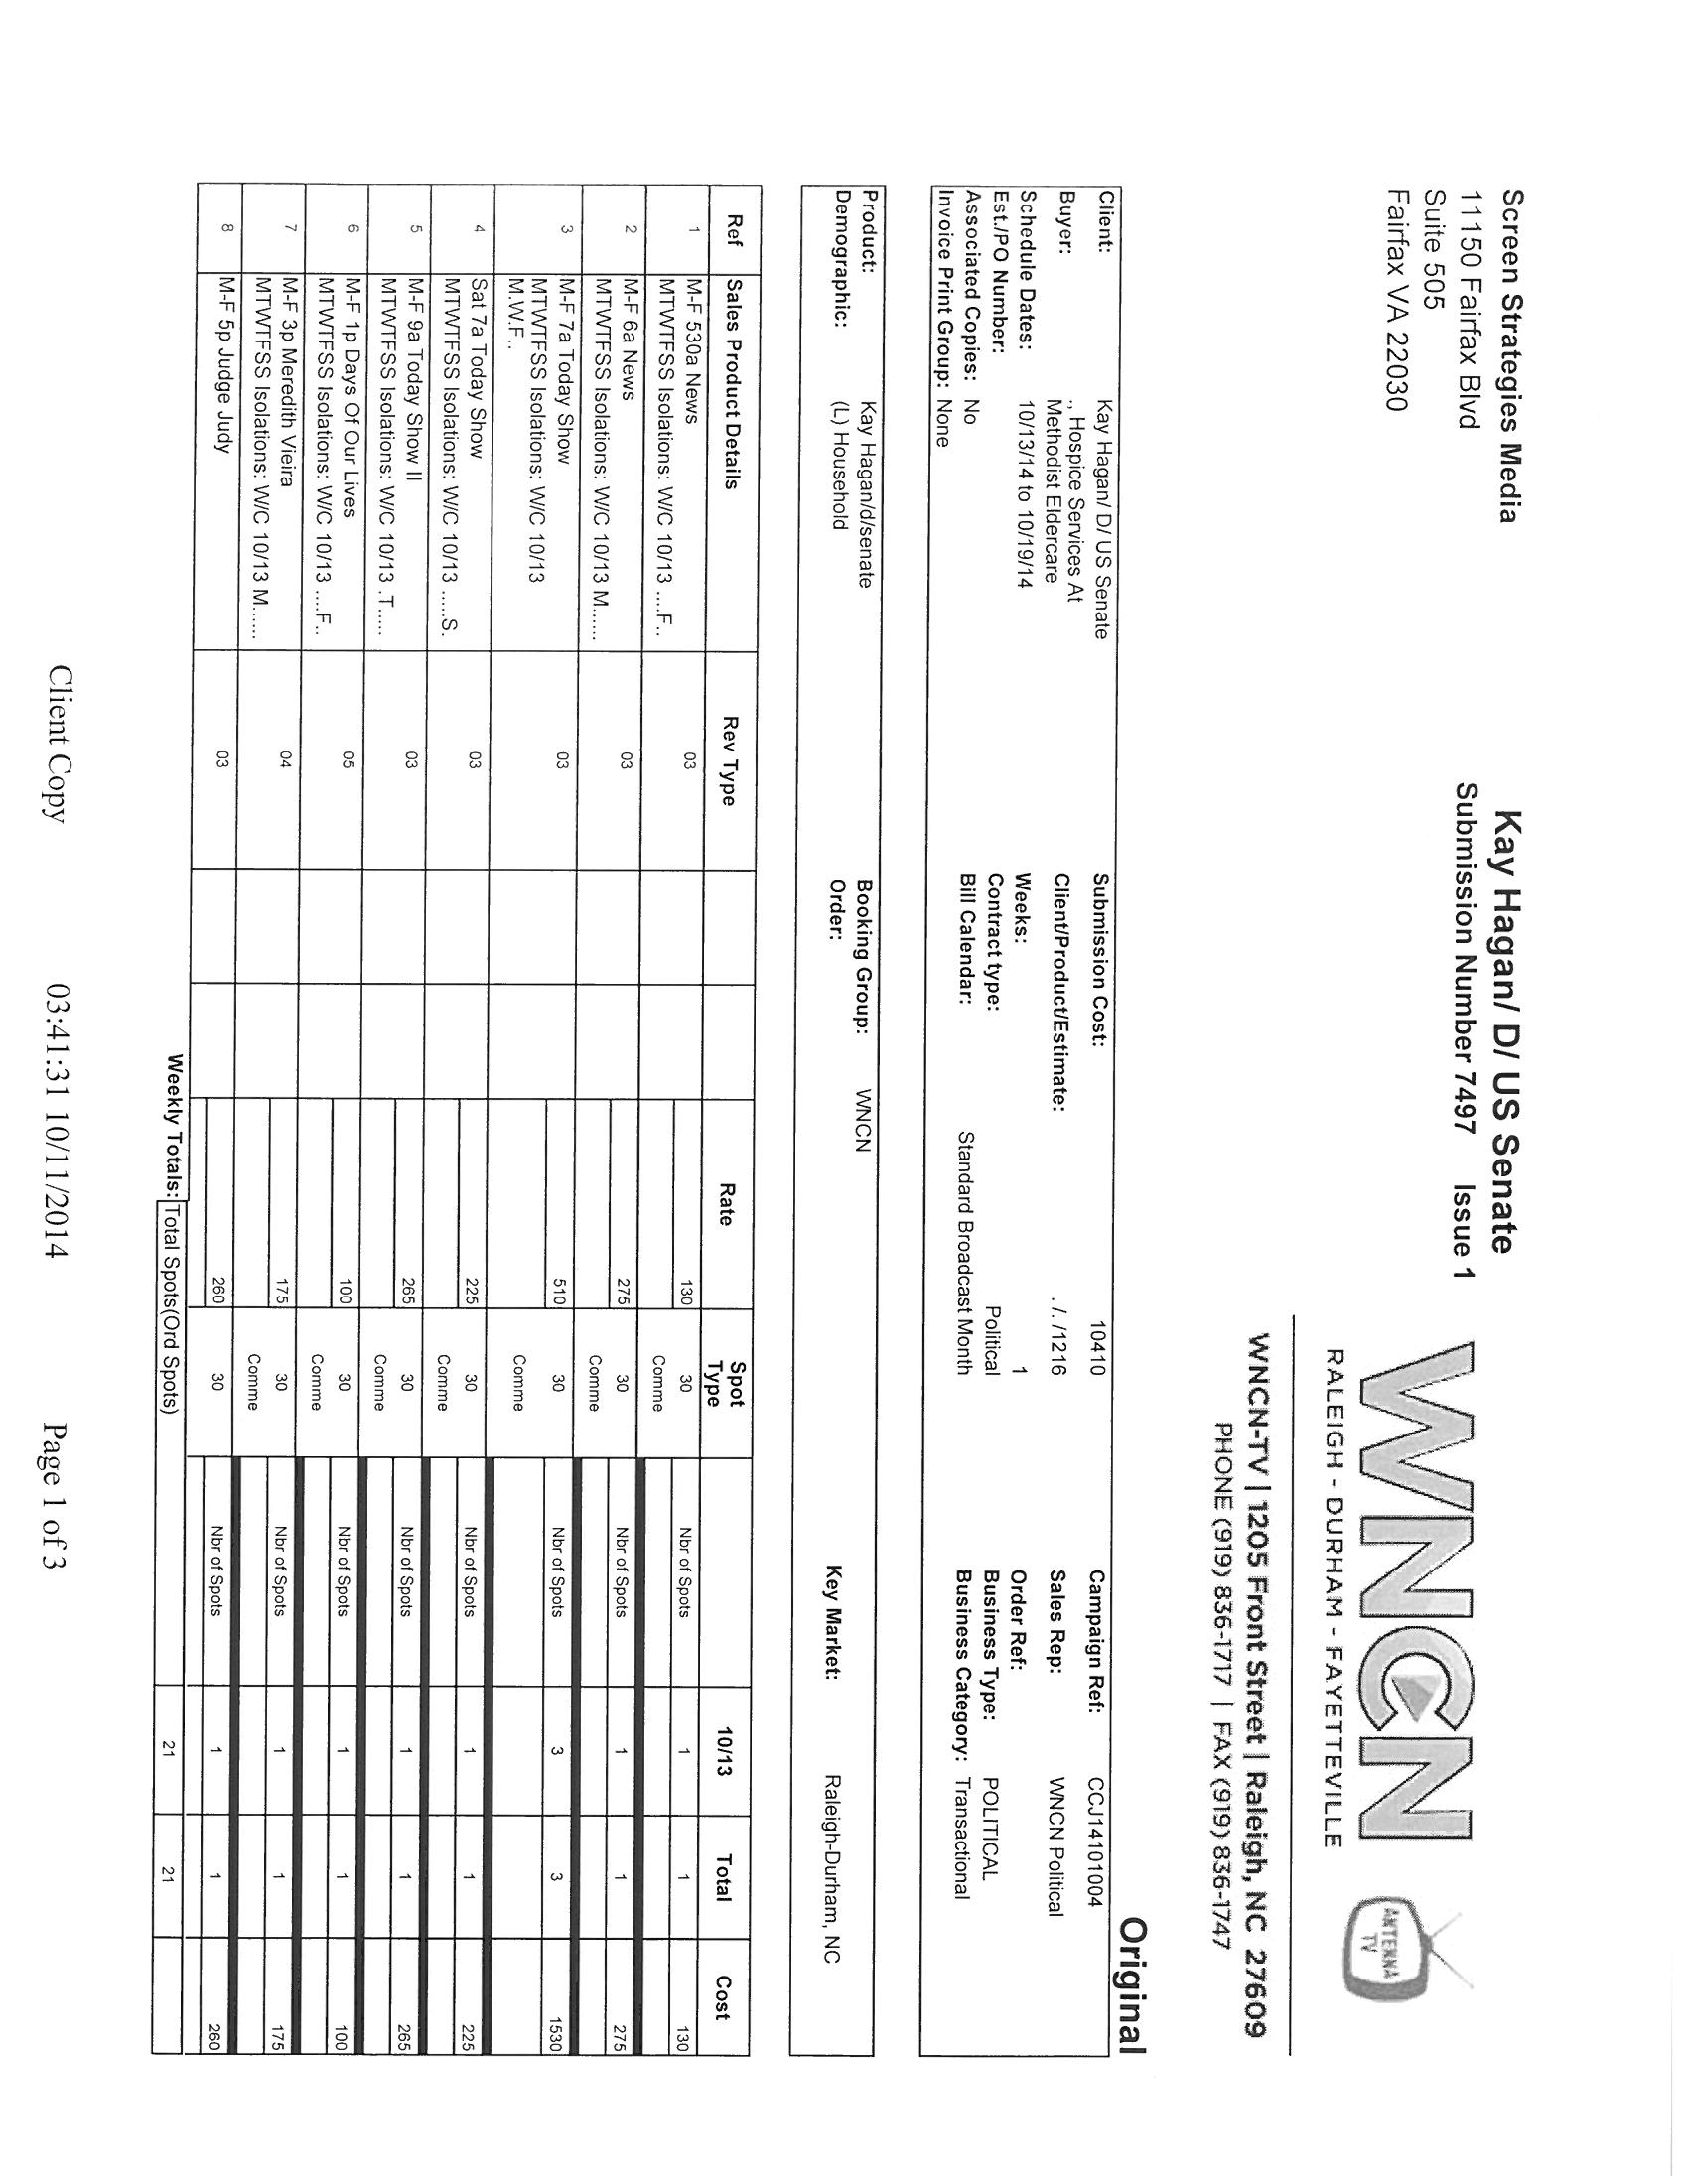 Screen Strategies Media
11150 Fairfax Blvd
Suite 505
Fairfax VA 22030
Kay Hagan/ D/ US Senate
Submission Number 7497 Issue 1
WNCN
ANTENNA TV
RALEIGH - DURHAM - FAYETTEVILLE
WNCN-TV | 1205 Front Street | Raleigh, NC 27609
PHONE (919) 836-1717 | FAX (919) 836-1747
Original
Client: Kay Hagan/ D/ US Senate Submission Cost: 10410 Campaign Ref: CCJ14101004
Buyer: ., Hospice Services At Methodist Eldercare Client/Product/Estimate: . /. /1216 Sales Rep: WNCN Political
Schedule Dates: 10/13/14 to 10/19/14 Weeks: 1 Order Ref:
Est./PO Number: Contract type: Political Business Type: POLITICAL
Associated Copies: No Bill Calendar: Standard Broadcast Month Business Category: Transactional
Invoice Print Group: None
Product: Kay Hagan/d/senate Booking Group: WNCN
Demographic: (L) Household Order: Key Market: Raleigh-Durham, NC
Ref Sales Product Details Rev Type Rate Spot Type 10/13 Total Cost
1 M-F 530a News 03 130 30 Nbr of Spots 1 1 130
MTWTFSS Isolations: W/C 10/13 ....F.. Comme
2 M-F 6a News 03 275 30 Nbr of Spots 1 1 275
MTWTFSS Isolations: W/C 10/13 M...... Comme
3 M-F 7a Today Show 03 510 30 Nbr of Spots 3 3 1530
MTWTFSS Isolations: W/C 10/13 Comme
M.W.F..
4 Sat 7a Today Show 03 225 30 Nbr of Spots 1 1 225
MTWTFSS Isolations: W/C 10/13 .....S. Comme
5 M-F 9a Today Show II 03 265 30 Nbr of Spots 1 1 265
MTWTFSS Isolations: W/C 10/13 .T..... Comme
6 M-F 1p Days Of Our Lives 05 100 30 Nbr of Spots 1 1 100
MTWTFSS Isolations: W/C 10/13 ....F.. Comme
7 M-F 3p Meredith Vieira 04 175 30 Nbr of Spots 1 1 175
MTWTFSS Isolations: W/C 10/13 M...... Comme
8 M-F 5p Judge Judy 03 260 30 Nbr of Spots 1 1 260
Weekly Totals: Total Spots(Ord Spots) 21 21
Client Copy 03:41:31 10/11/2014 Page 1 of 3